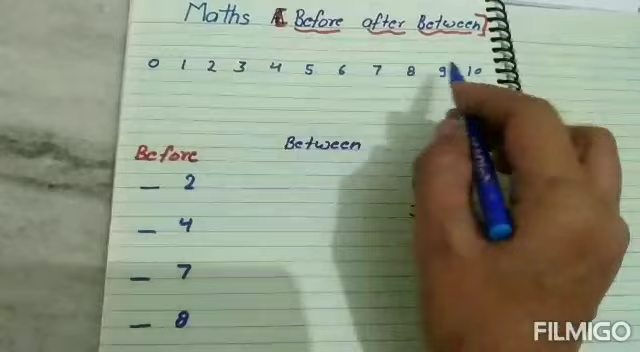 Maths [Before after Between]
0 1 2 3 4 5 6 7 8 9 10
Before Between
_ 2
_ 4
_ 7
_ 8
FILMIGO